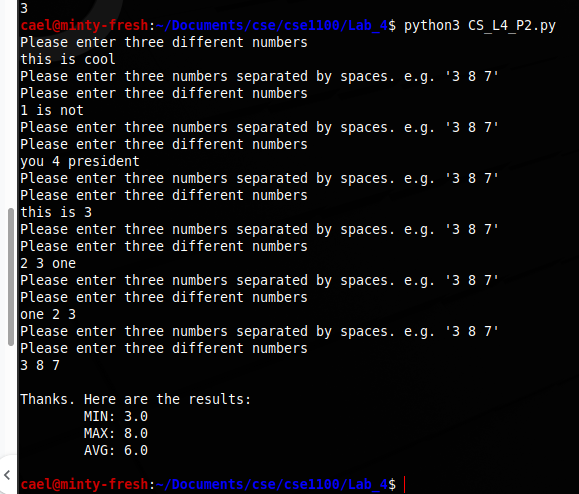 3
cael@minty-fresh:~/Documents/cse/cse1100/Lab_4$ python3 CS_L4_P2.py
Please enter three different numbers
this is cool
Please enter three numbers separated by spaces. e.g. '3 8 7'
Please enter three different numbers
1 is not
Please enter three numbers separated by spaces. e.g. '3 8 7'
Please enter three different numbers
you 4 president
Please enter three numbers separated by spaces. e.g. '3 8 7'
Please enter three different numbers
this is 3
Please enter three numbers separated by spaces. e.g. '3 8 7'
Please enter three different numbers
2 3 one
Please enter three numbers separated by spaces. e.g. '3 8 7'
Please enter three different numbers
one 2 3
Please enter three numbers separated by spaces. e.g. '3 8 7'
Please enter three different numbers
3 8 7
Thanks. Here are the results:
MIN: 3.0
MAX: 8.0
AVG: 6.0
cael@minty-fresh:~/Documents/cse/cse1100/Lab_4$